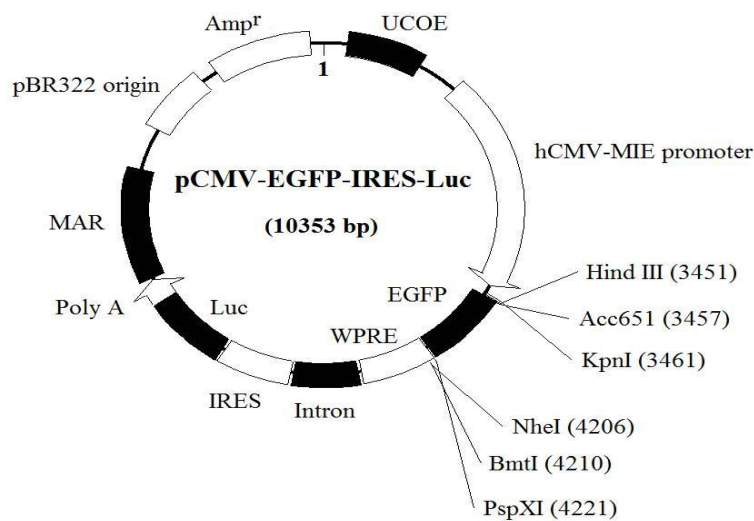 Ampʳ
UCOE
1
pBR322 origin
hCMV-MIE promoter
pCMV-EGFP-IRES-Luc
(10353 bp)
MAR
Hind III (3451)
EGFP
Poly A
Luc
Acc651 (3457)
WPRE
KpnI (3461)
IRES
Intron
NheI (4206)
BmtI (4210)
PspXI (4221)